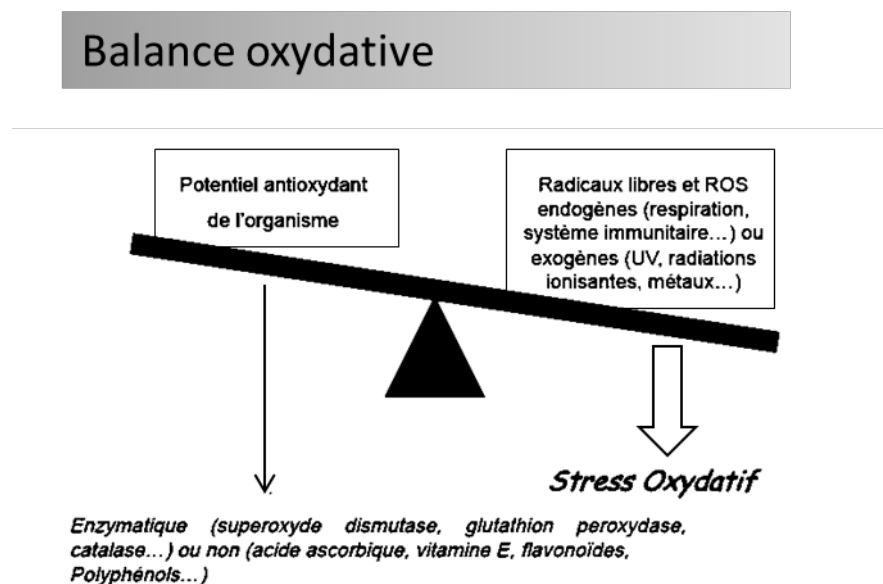 Balance oxydative
Potentiel antioxydant
de l'organisme
Radicaux libres et ROS
endogènes (respiration,
système immunitaire...) ou
exogènes (UV, radiations
ionisantes, métaux...)
Stress Oxydatif
Enzymatique (superoxyde dismutase, glutathion peroxydase,
catalase...) ou non (acide ascorbique, vitamine E, flavonoïdes,
Polyphénols...)